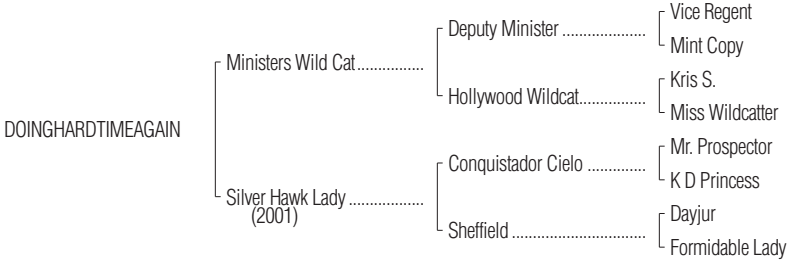 Vice Regent
Deputy Minister ....................
Mint Copy
Ministers Wild Cat................
Kris S.
Hollywood Wildcat................
Miss Wildcatter
DOINGHARDTIMEAGAIN
Mr. Prospector
Conquistador Cielo ..............
K D Princess
Silver Hawk Lady ..................
(2001)
Dayjur
Sheffield ................................
Formidable Lady